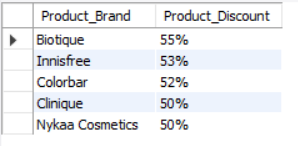 Product_Brand Product_Discount
Biotique 55%
Innisfree 53%
Colorbar 52%
Clinique 50%
Nykaa Cosmetics 50%